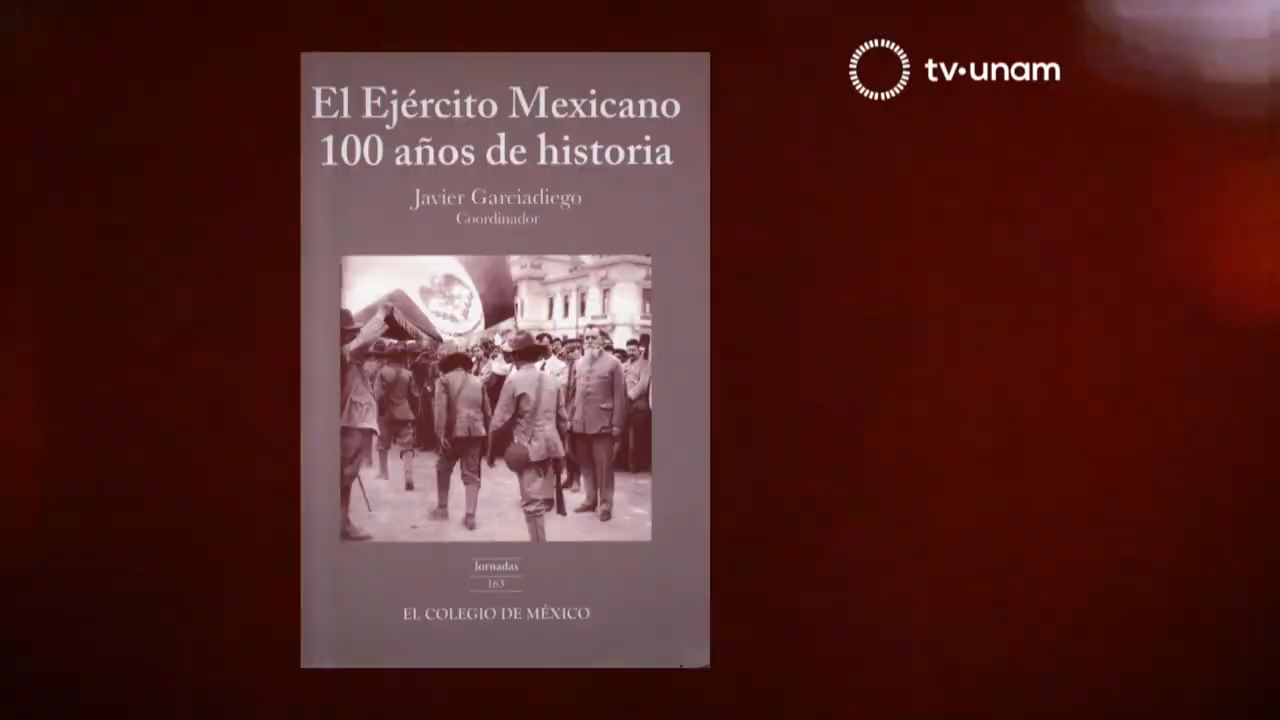 El Ejército Mexicano
100 años de historia
Javier Garciadiego
Coordinador
Jornadas
163
EL COLEGIO DE MÉXICO
tv·unam